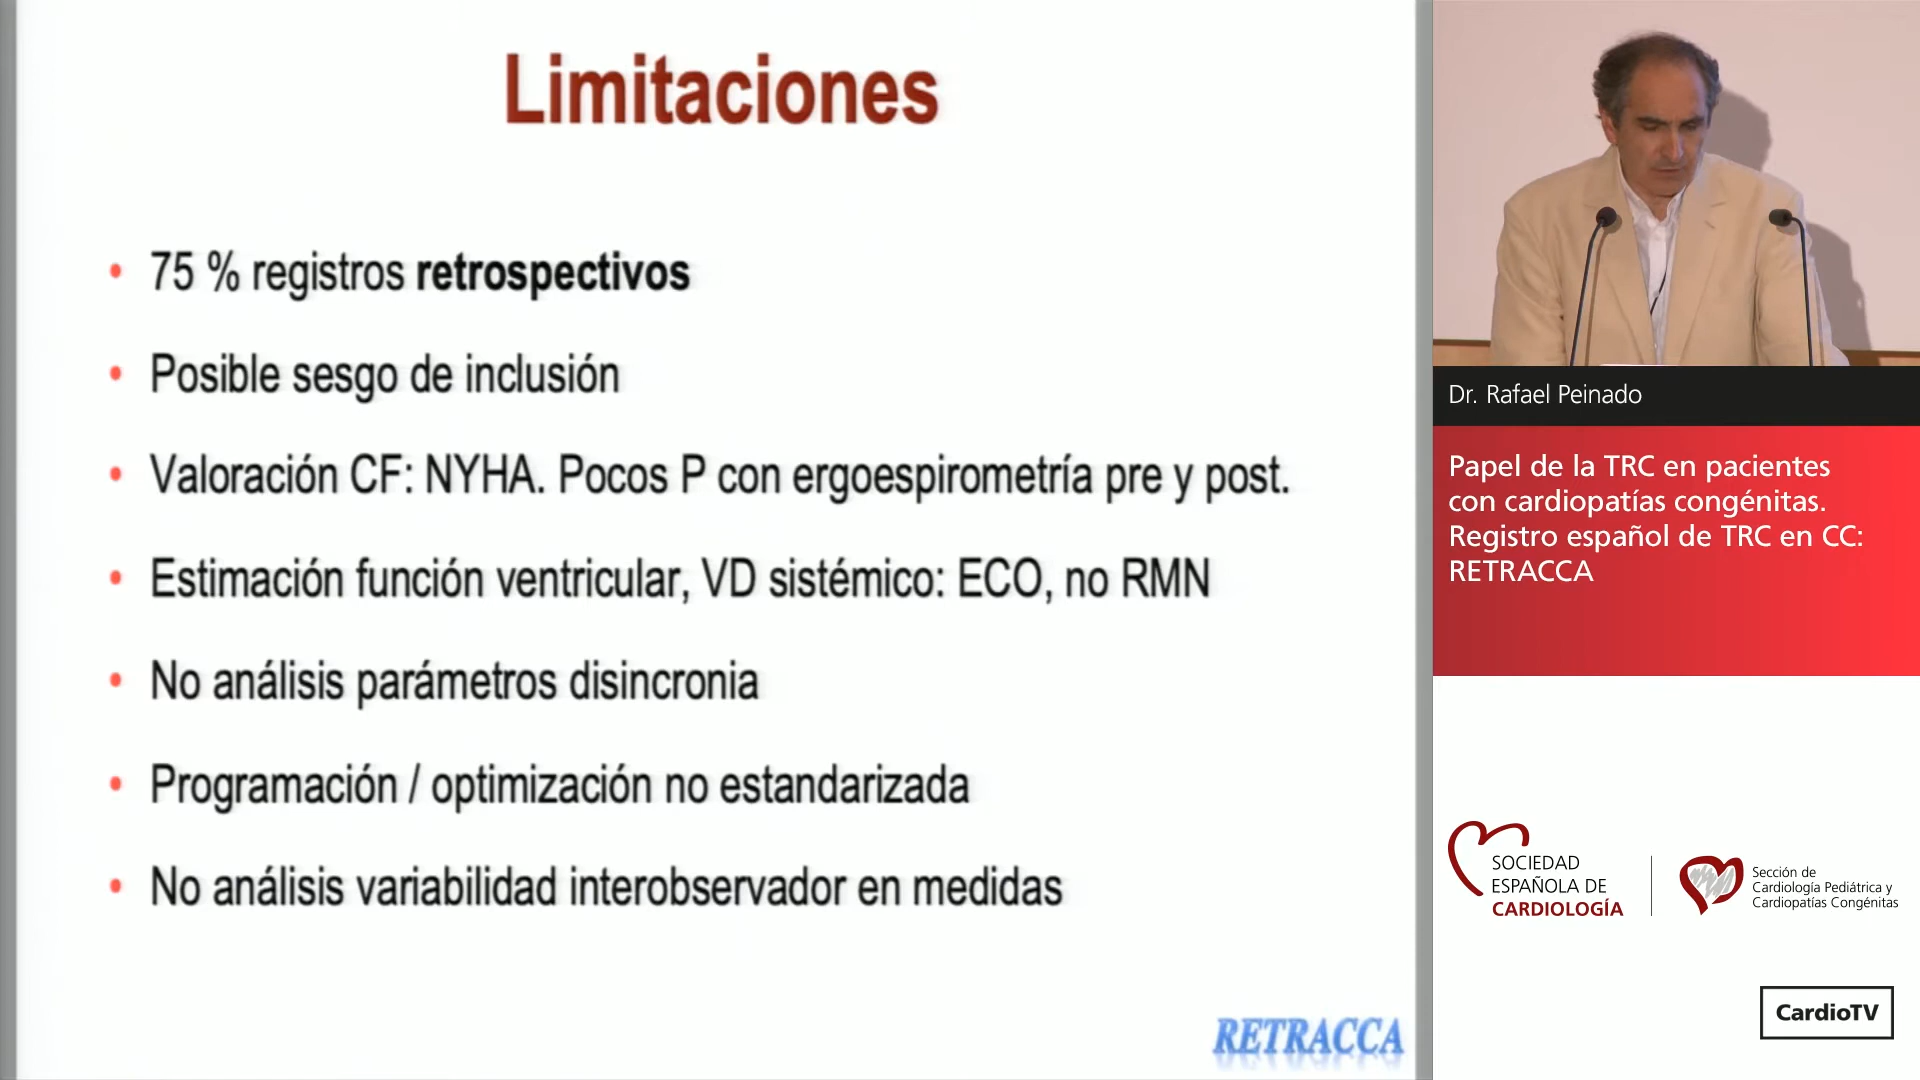 Limitaciones
• 75 % registros retrospectivos
• Posible sesgo de inclusión
• Valoración CF: NYHA. Pocos P con ergoespirometría pre y post.
• Estimación función ventricular, VD sistémico: ECO, no RMN
• No análisis parámetros disincronia
• Programación / optimización no estandarizada
• No análisis variabilidad interobservador en medidas
RETRACCA
Dr. Rafael Peinado
Papel de la TRC en pacientes
con cardiopatías congénitas.
Registro español de TRC en CC:
RETRACCA
SOCIEDAD
ESPAÑOLA DE
CARDIOLOGÍA
Sección de
Cardiología Pediátrica y
Cardiopatías Congénitas
CardioTV